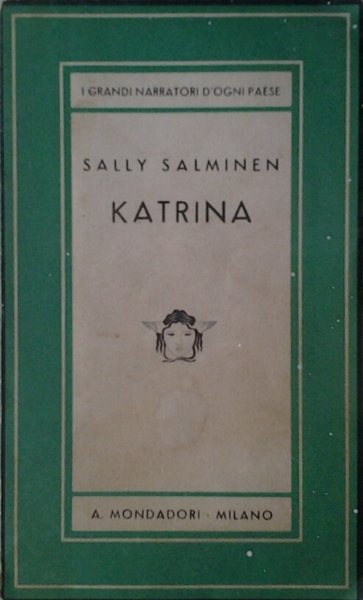 I GRANDI NARRATORI D'OGNI PAESE
SALLY SALMINEN
KATRINA
A. MONDADORI · MILANO